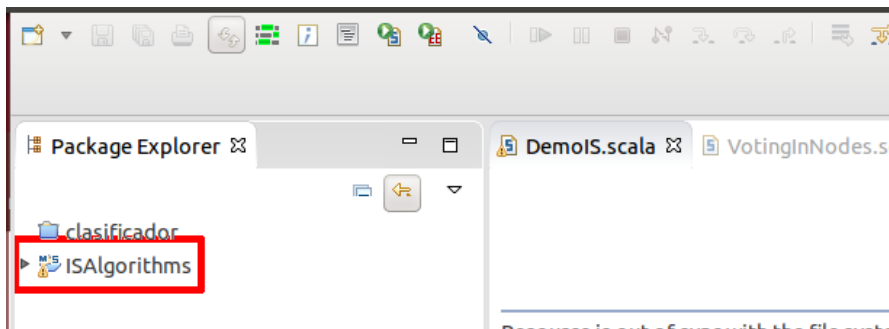 Package Explorer
DemoIS.scala
VotingInNodes.s
clasificador
ISAlgorithms
Resource is out of sync with the file syste